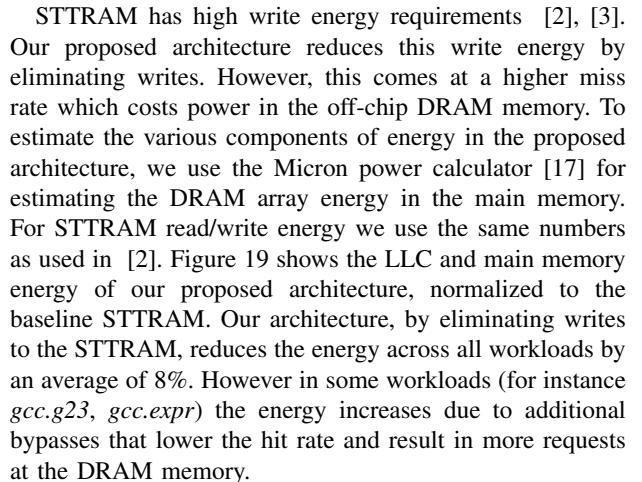 STTRAM has high write energy requirements [2], [3].
Our proposed architecture reduces this write energy by
eliminating writes. However, this comes at a higher miss
rate which costs power in the off-chip DRAM memory. To
estimate the various components of energy in the proposed
architecture, we use the Micron power calculator [17] for
estimating the DRAM array energy in the main memory.
For STTRAM read/write energy we use the same numbers
as used in [2]. Figure 19 shows the LLC and main memory
energy of our proposed architecture, normalized to the
baseline STTRAM. Our architecture, by eliminating writes
to the STTRAM, reduces the energy across all workloads by
an average of 8%. However in some workloads (for instance
gcc.g23, gcc.expr) the energy increases due to additional
bypasses that lower the hit rate and result in more requests
at the DRAM memory.